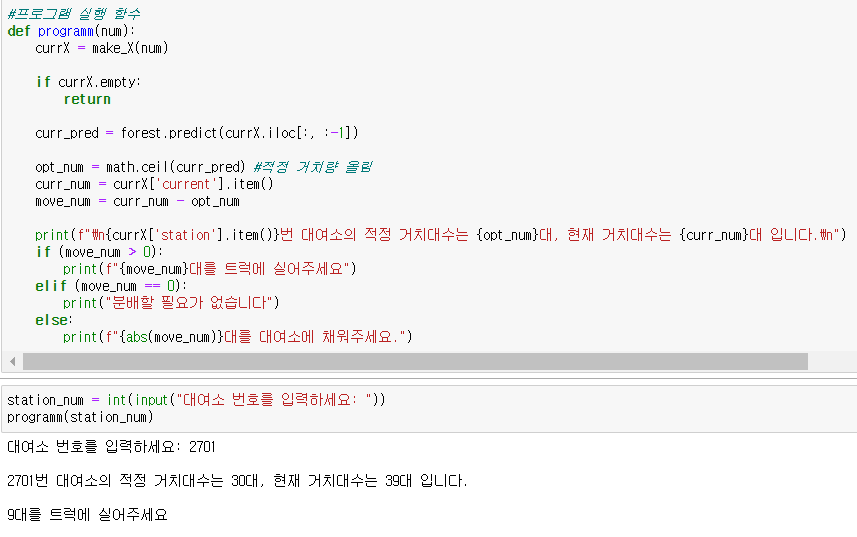 #프로그램 실행 함수
def programm(num):
    currX = make_X(num)
    if currX.empty:
        return
    curr_pred = forest.predict(currX.iloc[:, :-1])
    opt_num = math.ceil(curr_pred) #적정 거치량 올림
    curr_num = currX['current'].item()
    move_num = curr_num - opt_num
    print(f"₩n{currX['station'].item()}번 대여소의 적정 거치대수는 {opt_num}대, 현재 거치대수는 {curr_num}대 입니다.₩n")
    if (move_num > 0):
        print(f"{move_num}대를 트럭에 실어주세요")
    elif (move_num == 0):
        print("분배할 필요가 없습니다")
    else:
        print(f"{abs(move_num)}대를 대여소에 채워주세요.")
station_num = int(input("대여소 번호를 입력하세요: "))
programm(station_num)
대여소 번호를 입력하세요: 2701
2701번 대여소의 적정 거치대수는 30대, 현재 거치대수는 39대 입니다.
9대를 트럭에 실어주세요